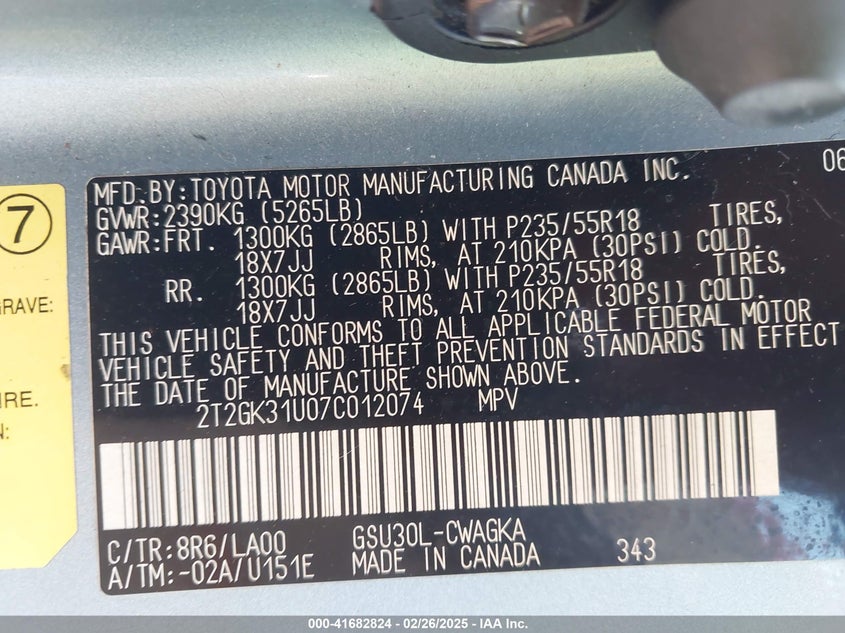 MFD.BY:TOYOTA MOTOR MANUFACTURING CANADA INC. 06
GVWR:2390KG (5265LB)
GAWR:FRT. 1300KG (2865LB) WITH P235/55R18 TIRES,
18X7JJ RIMS, AT 210KPA (30PSI) COLD.
RR. 1300KG (2865LB) WITH P235/55R18 TIRES,
18X7JJ RIMS, AT 210KPA (30PSI) COLD.
THIS VEHICLE CONFORMS TO ALL APPLICABLE FEDERAL MOTOR
VEHICLE SAFETY AND THEFT PREVENTION STANDARDS IN EFFECT
THE DATE OF MANUFACTURE SHOWN ABOVE.
2T2GK31U07C012074 MPV
C/TR:8R6/LA00 GSU30L-CWAGKA
A/TM:-02A/U151E MADE IN CANADA 343
7
GRAVE:
IRE.
N:
000-41682824 - 02/26/2025 - IAA Inc.